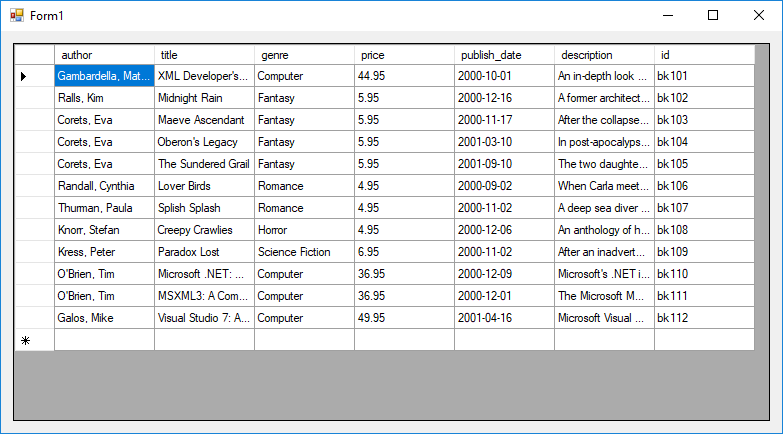 Form1
author title genre price publish_date description id
Gambardella, Mat... XML Developer's... Computer 44.95 2000-10-01 An in-depth look ... bk101
Ralls, Kim Midnight Rain Fantasy 5.95 2000-12-16 A former architect... bk102
Corets, Eva Maeve Ascendant Fantasy 5.95 2000-11-17 After the collapse... bk103
Corets, Eva Oberon's Legacy Fantasy 5.95 2001-03-10 In post-apocalyps... bk104
Corets, Eva The Sundered Grail Fantasy 5.95 2001-09-10 The two daughte... bk105
Randall, Cynthia Lover Birds Romance 4.95 2000-09-02 When Carla meet... bk106
Thurman, Paula Splish Splash Romance 4.95 2000-11-02 A deep sea diver ... bk107
Knorr, Stefan Creepy Crawlies Horror 4.95 2000-12-06 An anthology of h... bk108
Kress, Peter Paradox Lost Science Fiction 6.95 2000-11-02 After an inadvert... bk109
O'Brien, Tim Microsoft .NET: ... Computer 36.95 2000-12-09 Microsoft's .NET i... bk110
O'Brien, Tim MSXML3: A Com... Computer 36.95 2000-12-01 The Microsoft M... bk111
Galos, Mike Visual Studio 7: A... Computer 49.95 2001-04-16 Microsoft Visual ... bk112